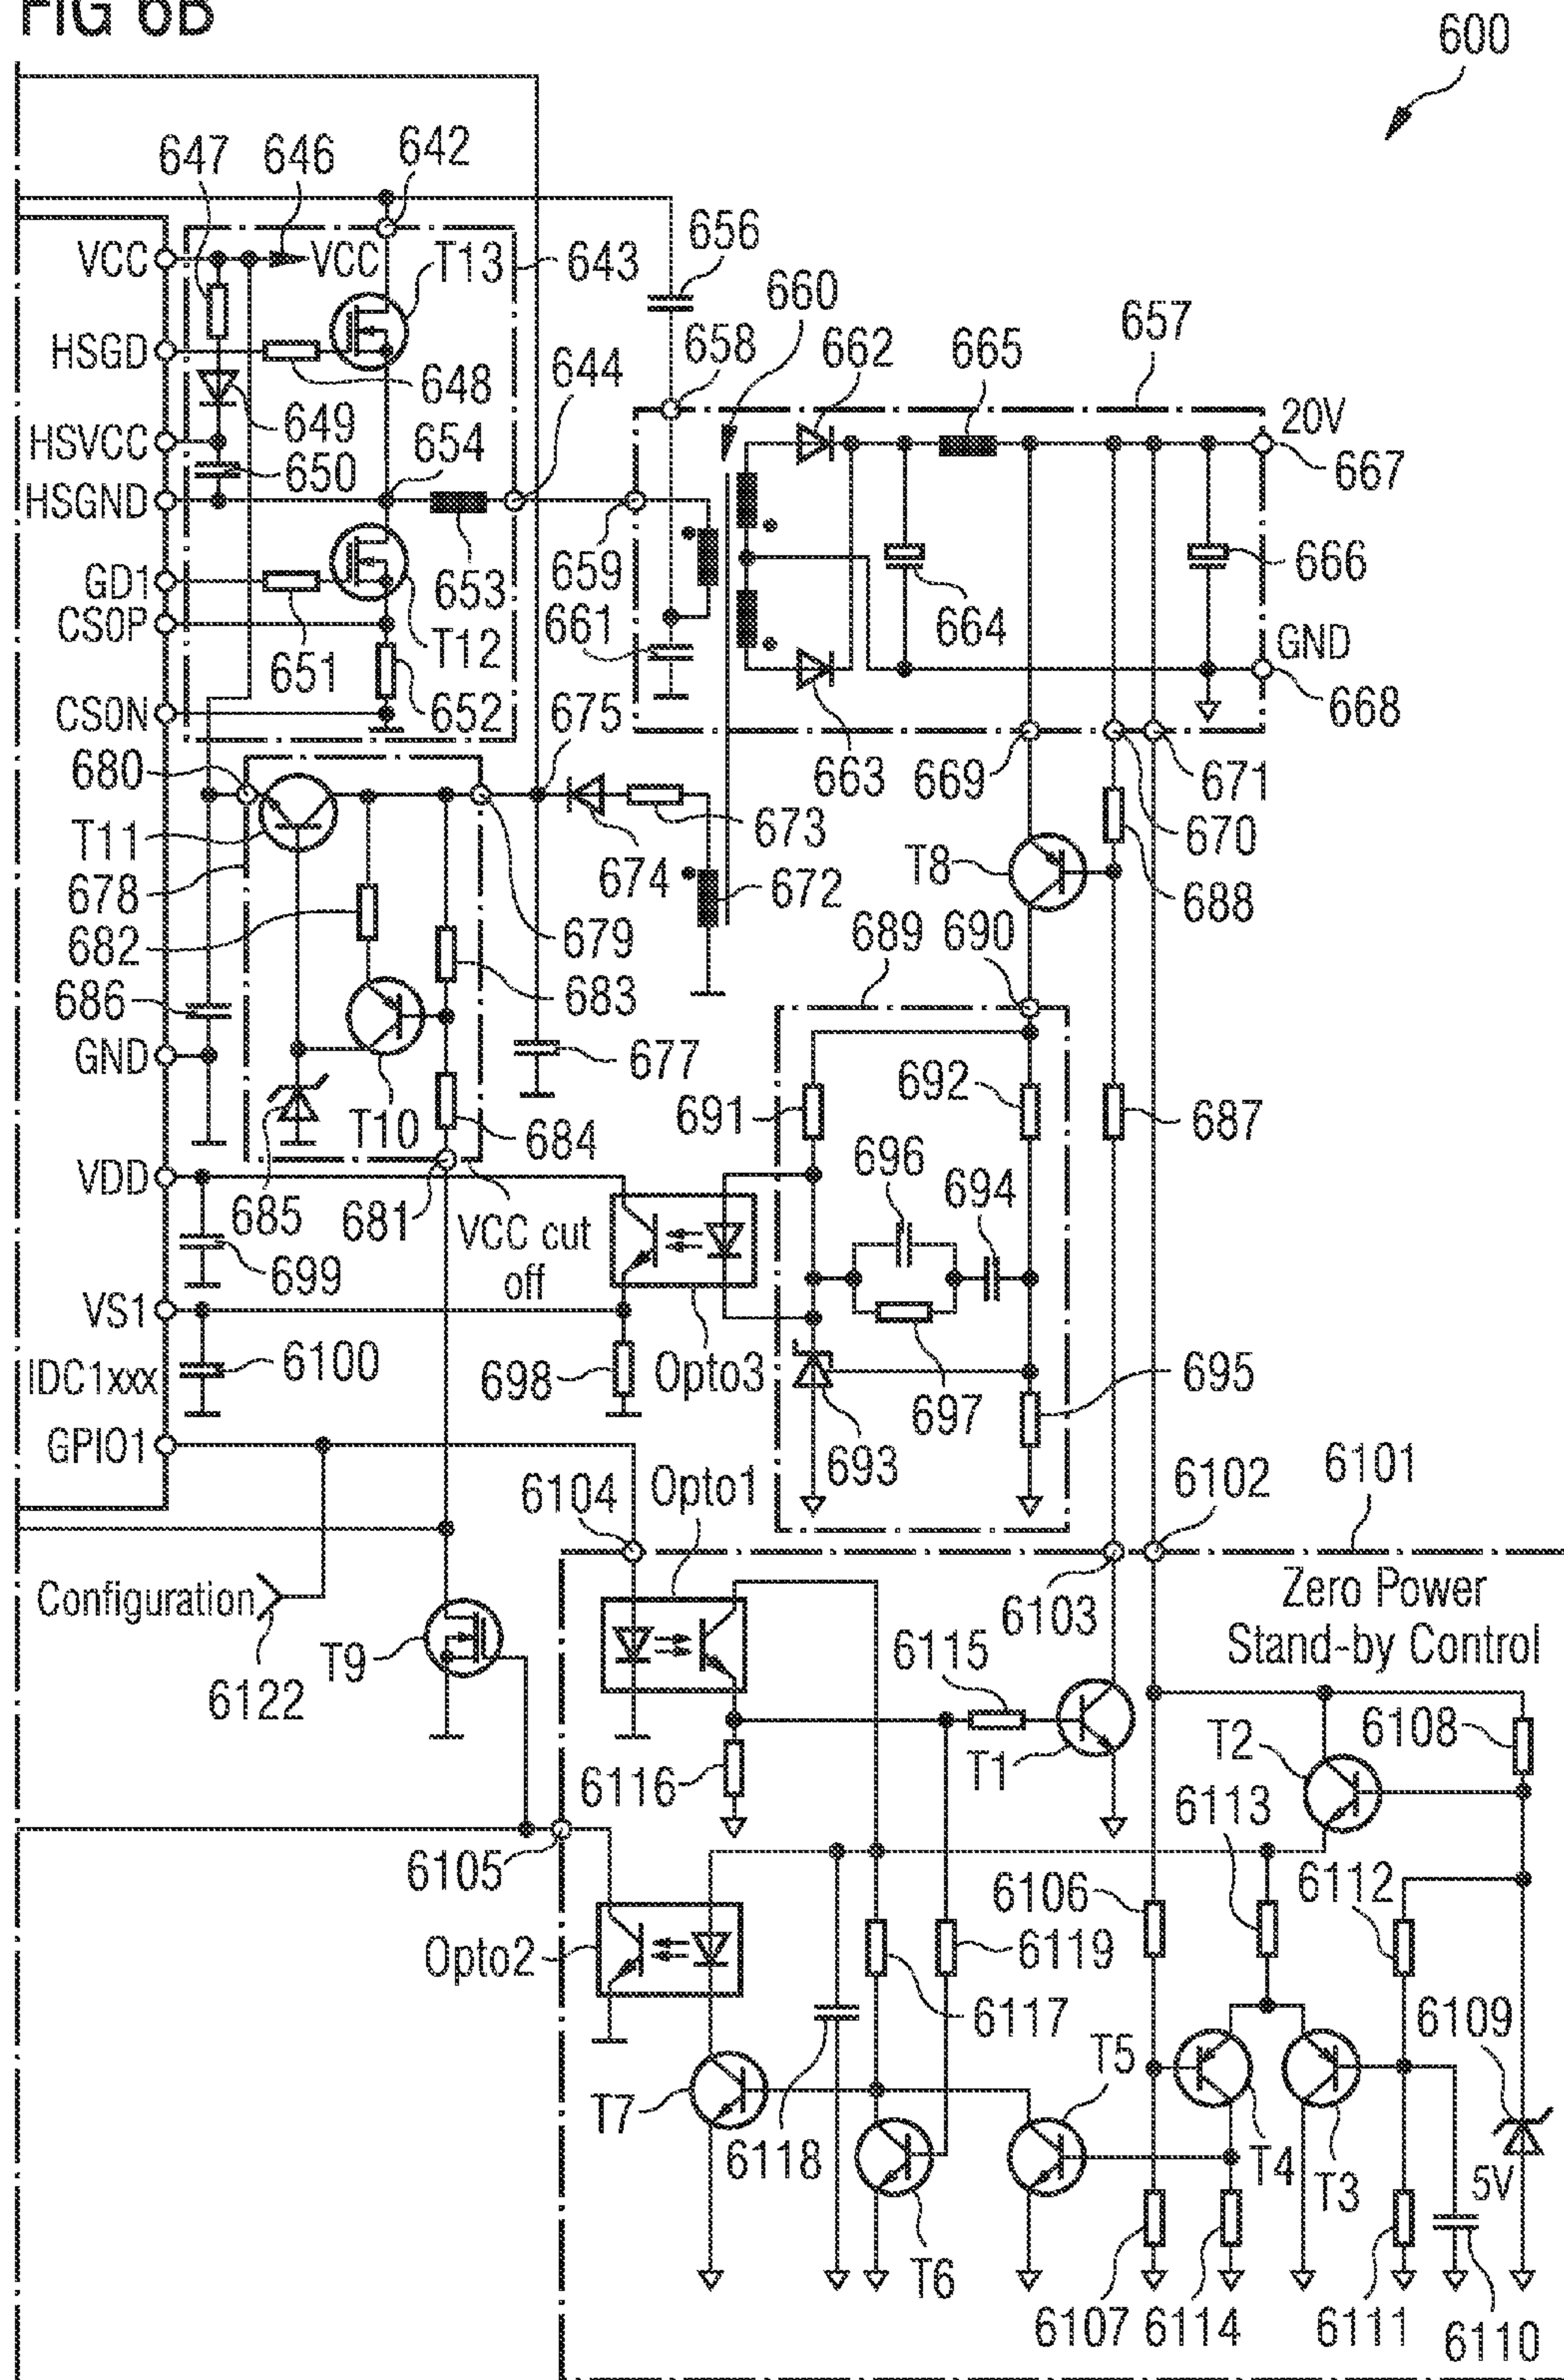 FIG 6B
600
647 646 642
656
VCC VCC T13 643
660
HSGD 648 644 658 662 665 657
649 654 20V
HSVCC 650 667
HSGND
GD1 653 659 666
CS0P 661 664
651 T12 GND
CS0N 652 675 668
680 663 669 671
T11 673 670
678 674 672 T8 688
682 679 689 690
686 683
GND 677 692
T10 684 691 687
VDD 696 694
685 681 VCC cut
699 off
VS1
6100 698 Opto3 695
IDC1xxx 697
GPIO1 693
6104 Opto1 6102 6101
Configuration 6103 Zero Power
T9 6115 Stand-by Control
6122
T1 T2 6108
6116 6113
6105 6106 6112
Opto2 6119
6117 6109
T5
T7 6118 T4 T3 5V
T6
6107 6114 6111 6110